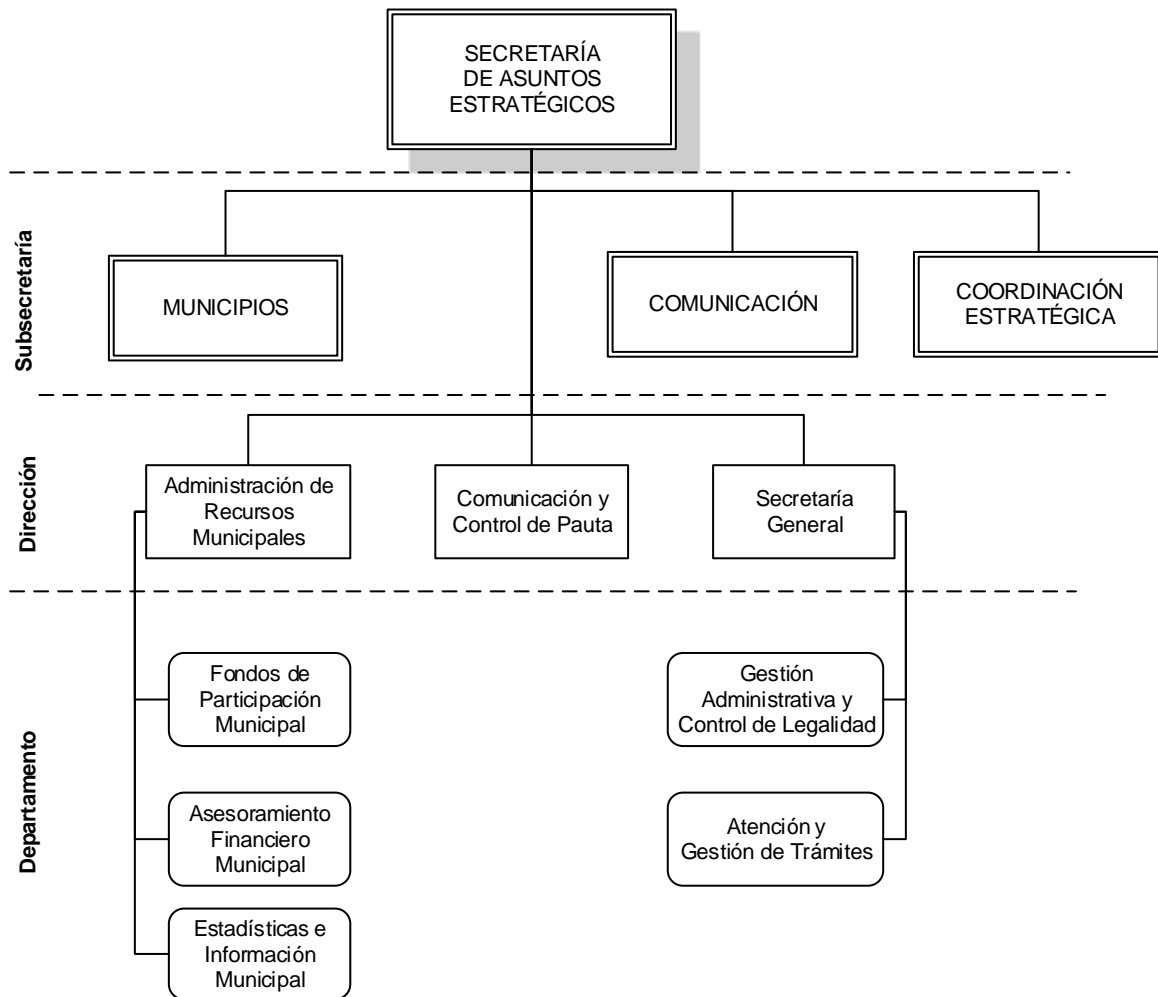 SECRETARÍA
DE ASUNTOS
ESTRATÉGICOS
Subsecretaría
MUNICIPIOS
COMUNICACIÓN
COORDINACIÓN
ESTRATÉGICA
Dirección
Administración de
Recursos
Municipales
Comunicación y
Control de Pauta
Secretaría
General
Departamento
Fondos de
Participación
Municipal
Gestión
Administrativa y
Control de Legalidad
Asesoramiento
Financiero
Municipal
Atención y
Gestión de Trámites
Estadísticas e
Información
Municipal